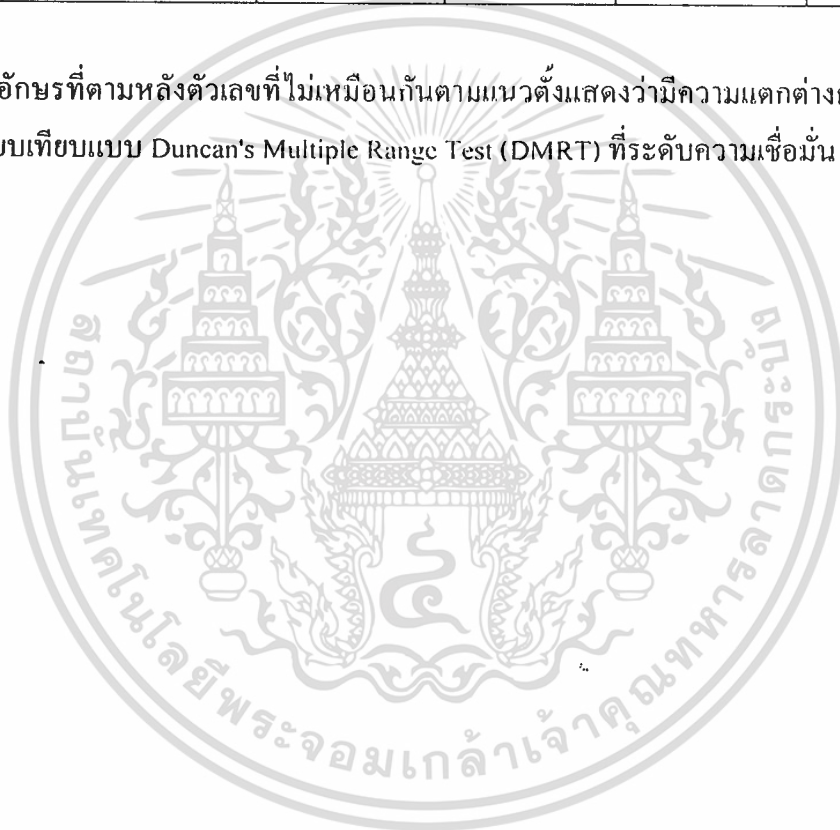 อักษรที่ตามหลังตัวเลขที่ไม่เหมือนกันตามแนวตั้งแสดงว่ามีความแตกต่าง
เทียบแบบ Duncan's Multiple Range Test (DMRT) ที่ระดับความเชื่อมั่น
สถาบันเทคโนโลยีพระจอมเกล้าเจ้าคุณทหารลาดกระบัง